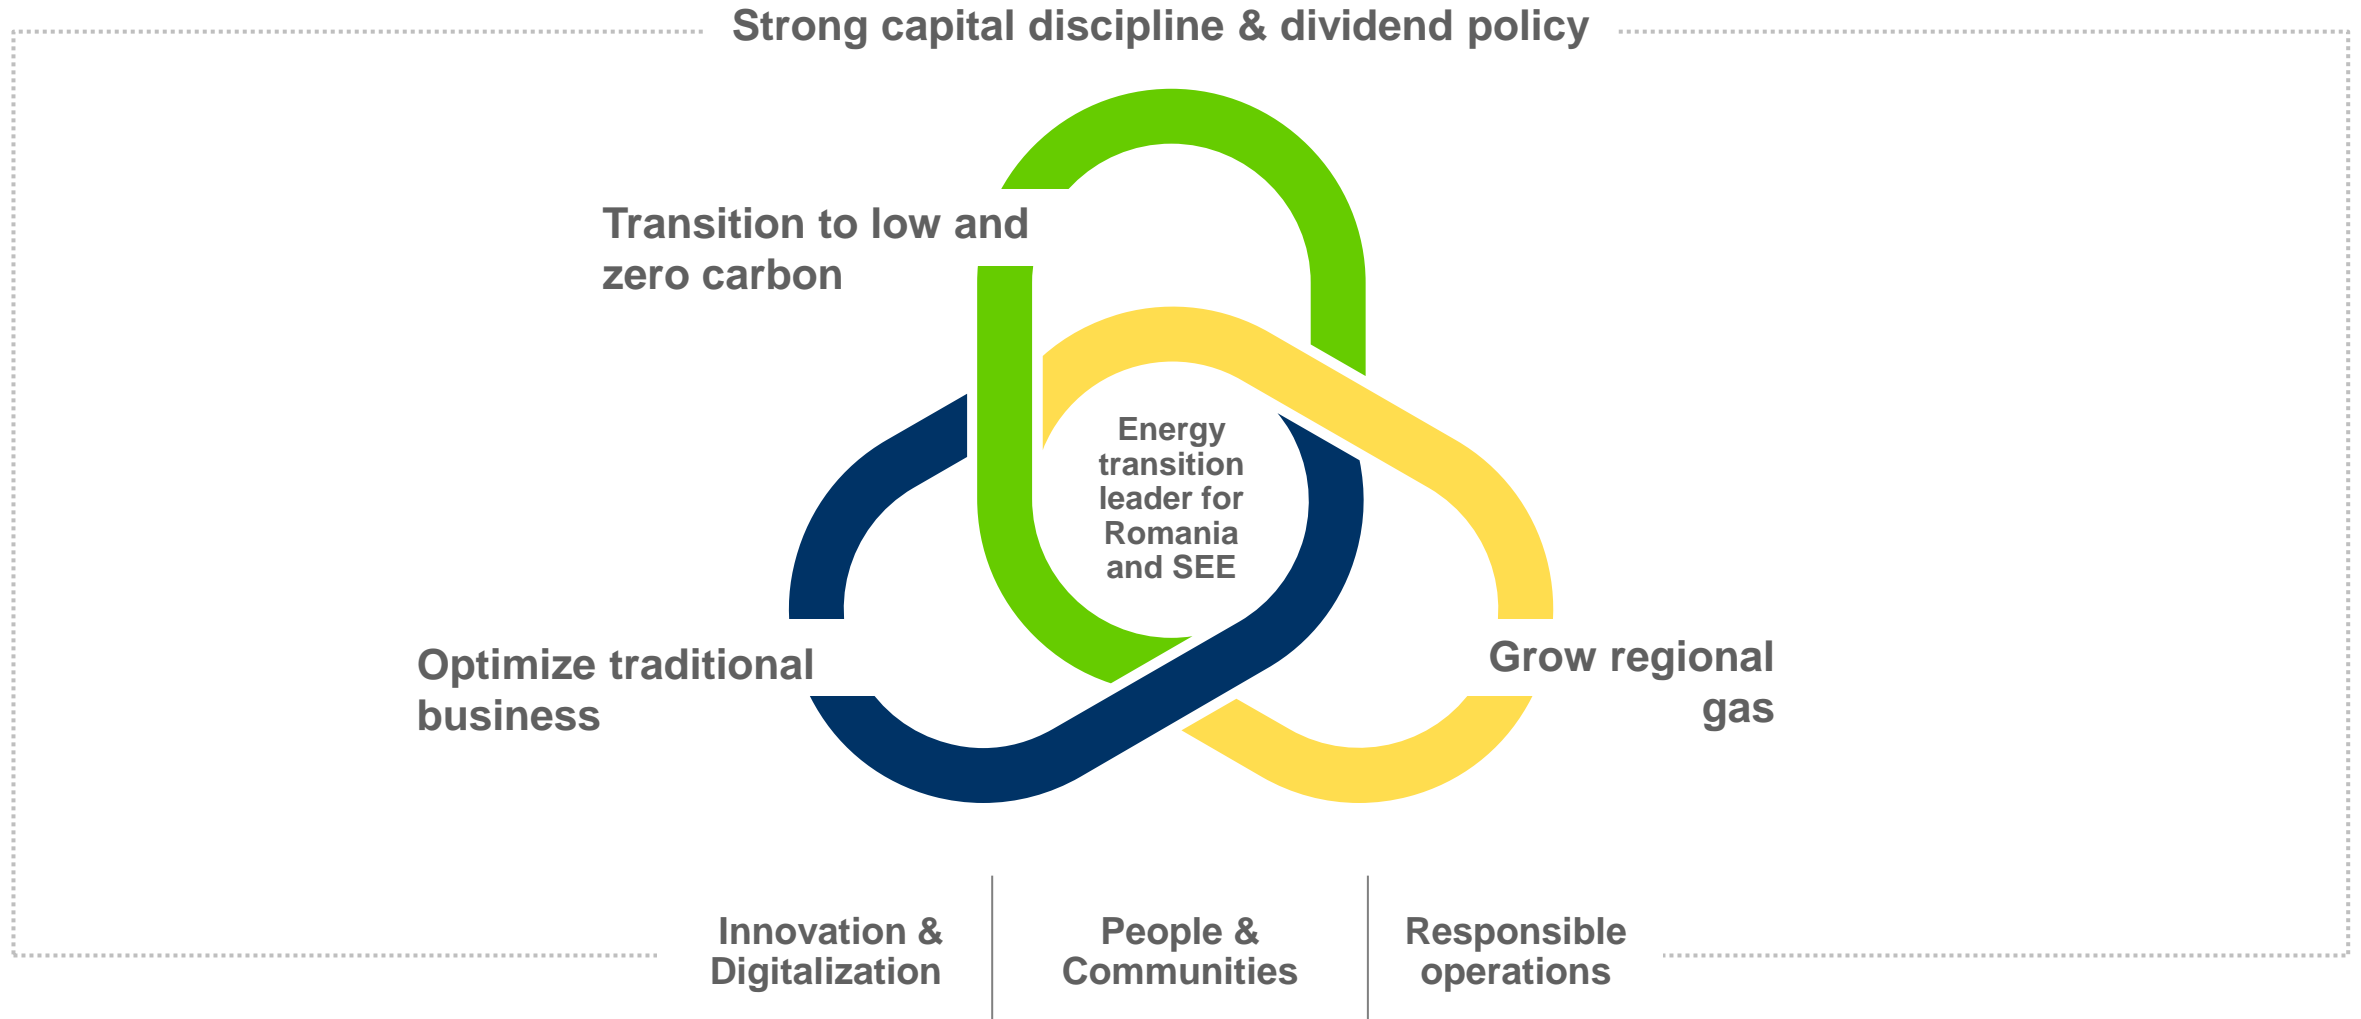 Strong capital discipline & dividend policy
Transition to low and
zero carbon
Energy
transition
leader for
Romania
and SEE
Optimize traditional
business
Grow regional
gas
Innovation &
Digitalization
People &
Communities
Responsible
operations